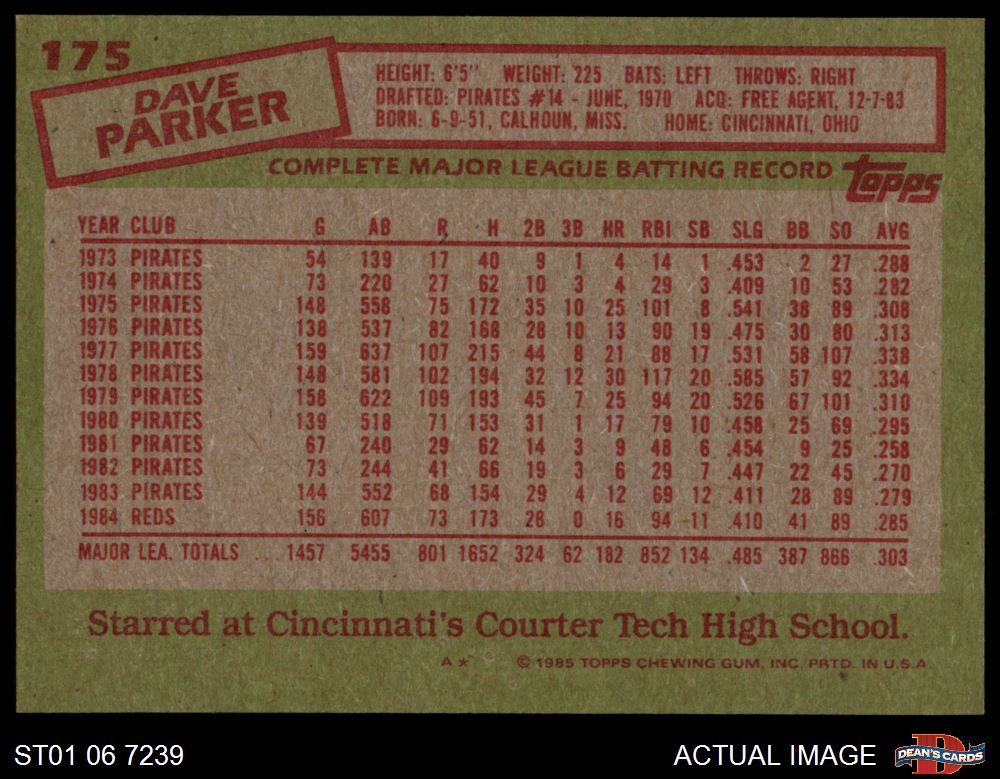 175
DAVE
PARKER
HEIGHT: 6'5" WEIGHT: 225 BATS: LEFT THROWS: RIGHT
DRAFTED: PIRATES #14 - JUNE, 1970 ACQ: FREE AGENT, 12-7-83
BORN: 6-9-51, CALHOUN, MISS. HOME: CINCINNATI, OHIO
COMPLETE MAJOR LEAGUE BATTING RECORD topps
YEAR CLUB G AB R H 2B 3B HR RBI SB SLG BB SO AVG
1973 PIRATES 54 139 17 40 9 1 4 14 1 .453 2 27 .288
1974 PIRATES 73 220 27 62 10 3 4 29 3 .409 10 53 .282
1975 PIRATES 148 558 75 172 35 10 25 101 8 .541 38 89 .308
1976 PIRATES 138 537 82 168 28 10 13 90 19 .475 30 80 .313
1977 PIRATES 159 637 107 215 44 8 21 88 17 .531 58 107 .338
1978 PIRATES 148 581 102 194 32 12 30 117 20 .585 57 92 .334
1979 PIRATES 158 622 109 193 45 7 25 94 20 .526 67 101 .310
1980 PIRATES 139 518 71 153 31 1 17 79 10 .458 25 69 .295
1981 PIRATES 67 240 29 62 14 3 9 48 6 .454 9 25 .258
1982 PIRATES 73 244 41 66 19 3 6 29 7 .447 22 45 .270
1983 PIRATES 144 552 68 154 29 4 12 69 12 .411 28 89 .279
1984 REDS 156 607 73 173 28 0 16 94 11 .410 41 89 .285
MAJOR LEA. TOTALS ... 1457 5455 801 1652 324 62 182 852 134 .485 387 866 .303
Starred at Cincinnati's Courter Tech High School.
A* © 1985 TOPPS CHEWING GUM, INC. PRTD. IN U.S.A
ST01 06 7239 ACTUAL IMAGE DEAN'S CARDS